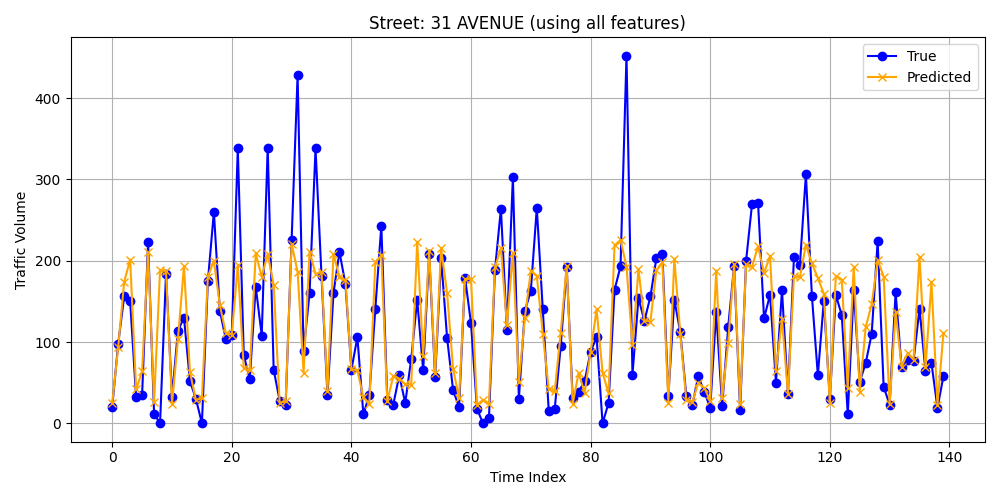 Street: 31 AVENUE (using all features)
True
Predicted
Traffic Volume
400
300
200
100
0
0 20 40 60 80 100 120 140
Time Index